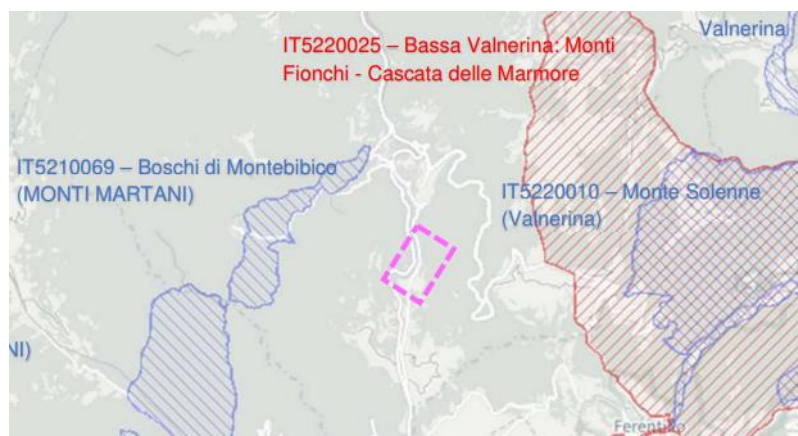 Valnerina
IT5220025 – Bassa Valnerina: Monti
Fionchi - Cascata delle Marmore
IT5210069 – Boschi di Montebibico
(MONTI MARTANI)
IT5220010 – Monte Solenne
(Valnerina)
NI)
Ferentillo